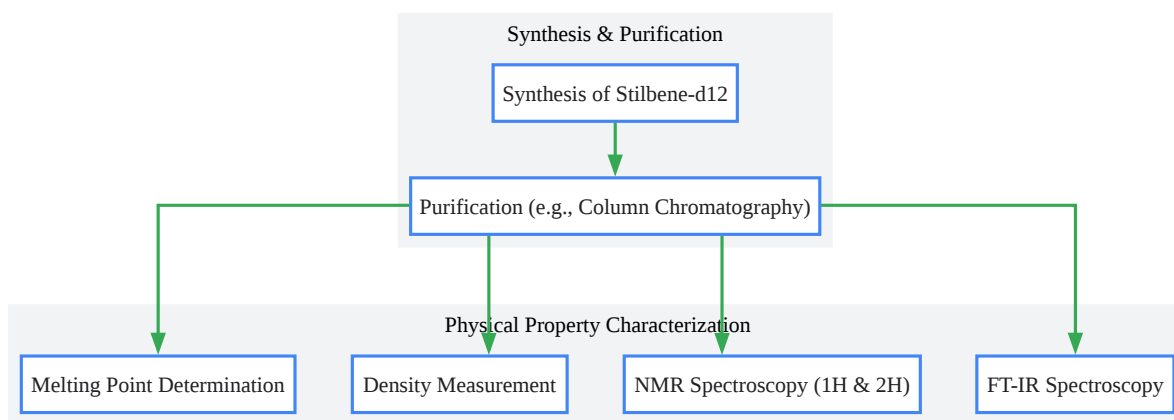 Synthesis & Purification
Synthesis of Stilbene-d12
Purification (e.g., Column Chromatography)
Physical Property Characterization
Melting Point Determination
Density Measurement
NMR Spectroscopy (1H & 2H)
FT-IR Spectroscopy